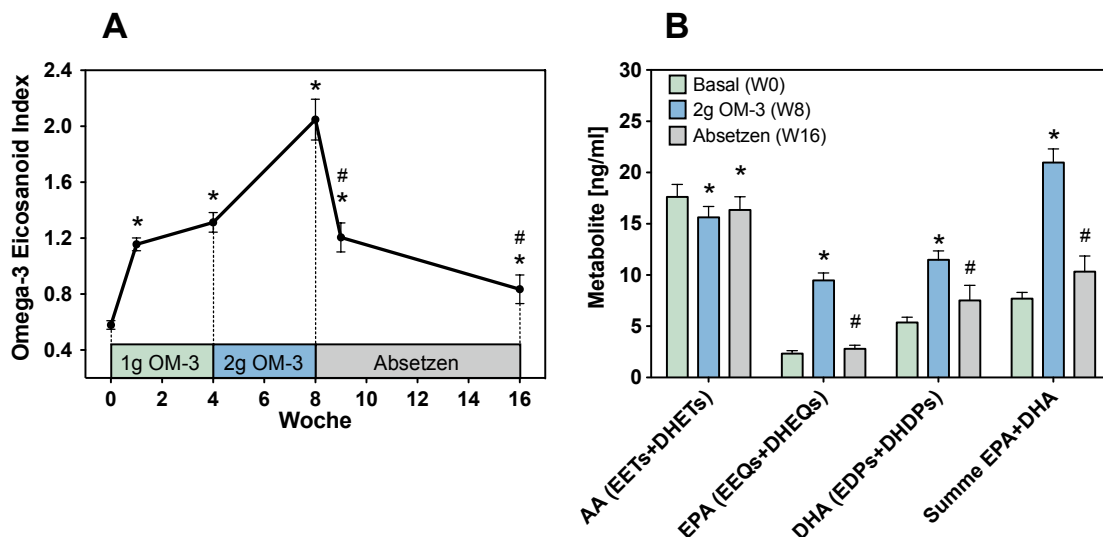 A
Omega-3 Eicosanoid Index
2.4
2.0
1.6
1.2
0.8
0.4
*
*
*
#
*
#
*
1g OM-3
2g OM-3
Absetzen
0 2 4 6 8 10 12 14 16
Woche
B
Metabolite [ng/ml]
30
25
20
15
10
5
0
Basal (W0)
2g OM-3 (W8)
Absetzen (W16)
* *
* #
* #
* #
AA (EETs+DHETs)
EPA (EEQs+DHEQs)
DHA (EDPs+DHDPs)
Summe EPA+DHA